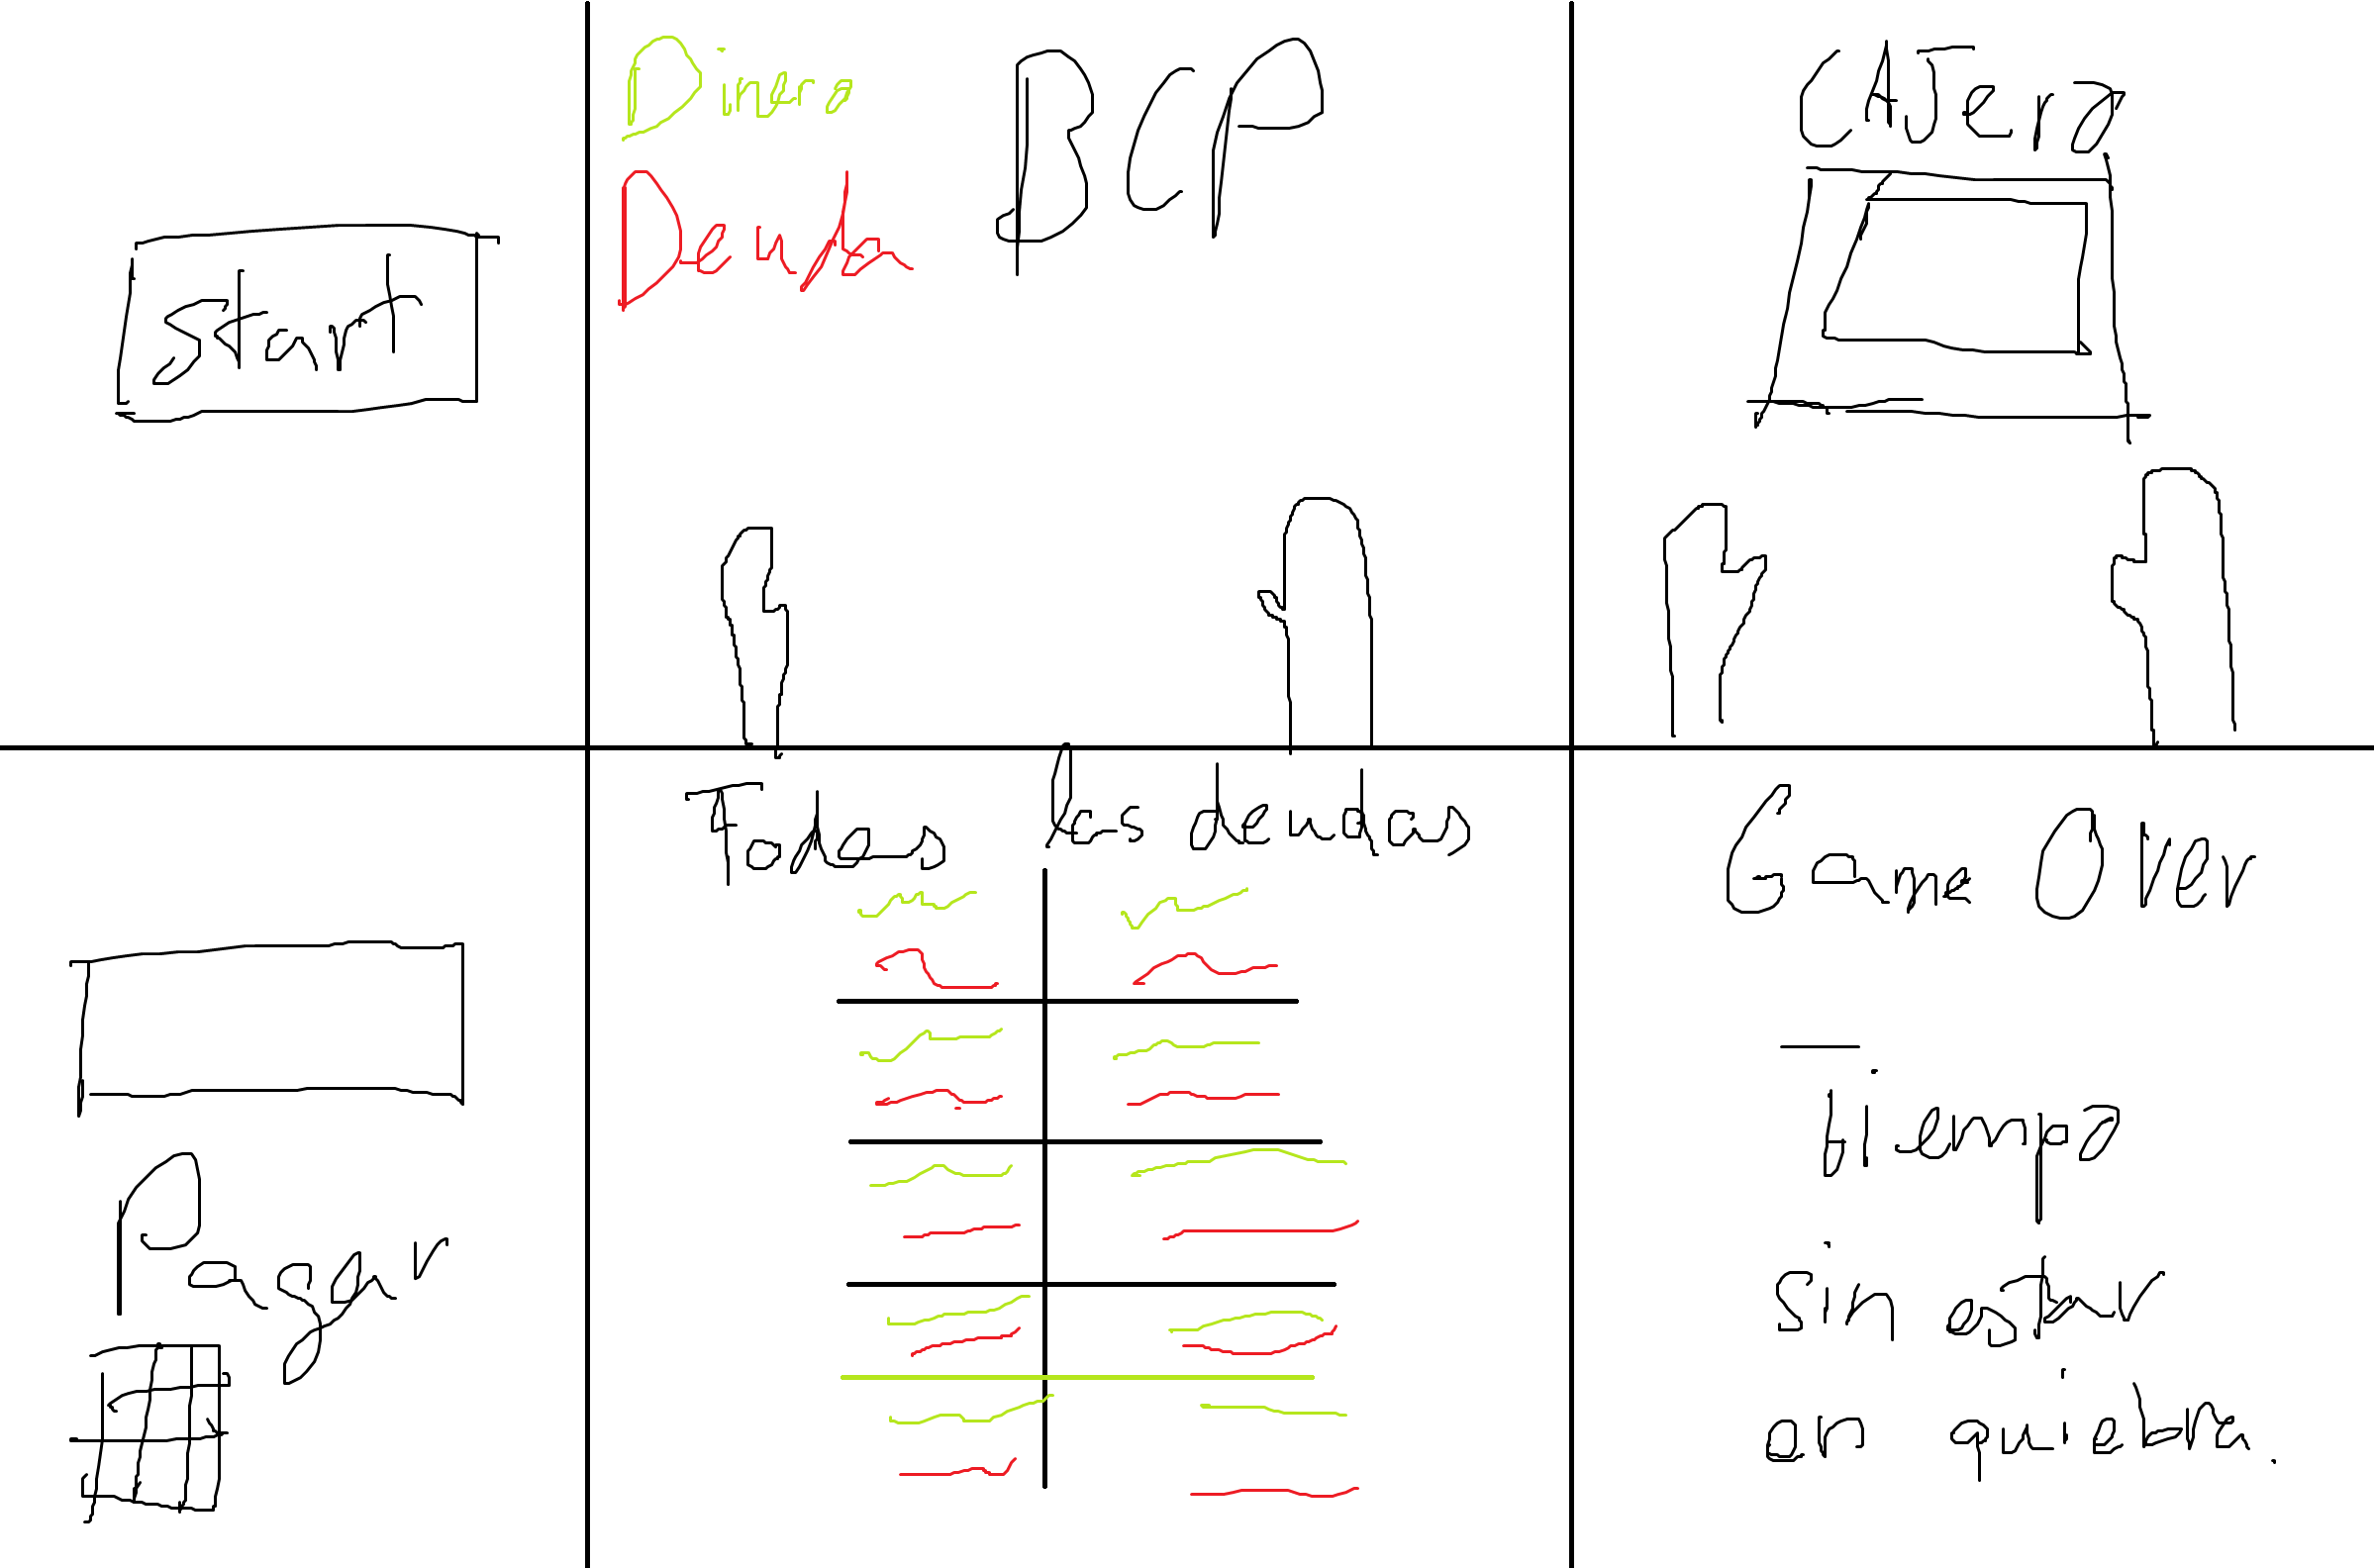 Start
Dinero
Deuda
BCP
CAJero
Pagar
Todas las deudas
Game Over
Tiempo
sin estar
en quiebra.